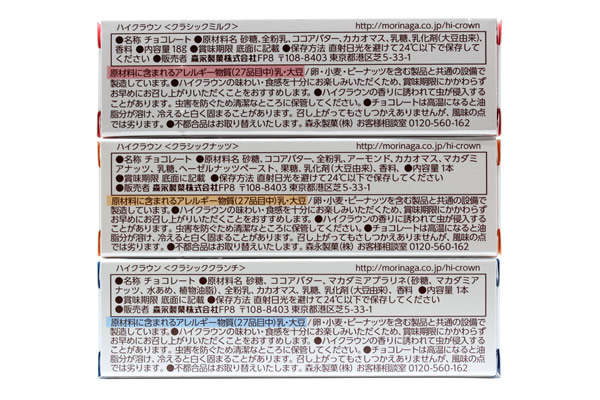 ハイクラウン <クラシックミルク> http://morinaga.co.jp/hi-crown
●名称 チョコレート ●原材料名 砂糖、全粉乳、ココアバター、カカオマス、乳糖、乳化剤(大豆由来)、
香料 ●内容量 18g ●賞味期限 底面に記載 ●保存方法 直射日光を避けて24℃以下で保存してください
●販売者 森永製菓株式会社FP8 〒108-8403 東京都港区芝5-33-1
原材料に含まれるアレルギー物質(27品目中)乳・大豆/卵・小麦・ピーナッツを含む製品と共通の設備で
製造しています。●ハイクラウンの味わい・食感を十分にお楽しみいただくため、賞味期限にかかわらず
お早めにお召し上がりいただくことをおすすめします。●ハイクラウンの香りに誘われて虫が侵入する
ことがあります。虫害を防ぐため清潔なところに保管してください。●チョコレートは高温になると油
脂分が溶け、冷えると白く固まることがあります。召し上がってもさしつかえありませんが、風味の点
では劣ります。●不都合品はお取り替えいたします。森永製菓(株) お客様相談室 0120-560-162
ハイクラウン <クラシックナッツ> http://morinaga.co.jp/hi-crown
●名称 チョコレート ●原材料名 砂糖、ココアバター、全粉乳、アーモンド、カカオマス、マカダミ
アナッツ、乳糖、ヘーゼルナッツペースト、果糖、乳化剤(大豆由来)、香料 ●内容量 1本
●賞味期限 底面に記載 ●保存方法 直射日光を避けて24℃以下で保存してください
●販売者 森永製菓株式会社FP8 〒108-8403 東京都港区芝5-33-1
原材料に含まれるアレルギー物質(27品目中)乳・大豆/卵・小麦・ピーナッツを含む製品と共通の設備で
製造しています。●ハイクラウンの味わい・食感を十分にお楽しみいただくため、賞味期限にかかわらず
お早めにお召し上がりいただくことをおすすめします。●ハイクラウンの香りに誘われて虫が侵入する
ことがあります。虫害を防ぐため清潔なところに保管してください。●チョコレートは高温になると油
脂分が溶け、冷えると白く固まることがあります。召し上がってもさしつかえありませんが、風味の点
では劣ります。●不都合品はお取り替えいたします。森永製菓(株) お客様相談室 0120-560-162
ハイクラウン <クラシッククランチ> http://morinaga.co.jp/hi-crown
●名称 チョコレート ●原材料名 砂糖、ココアバター、マカダミアプラリネ(砂糖、マカダミア
ナッツ、水あめ、植物油脂)、全粉乳、カカオマス、乳糖、乳化剤(大豆由来)、香料 ●内容量 1本
●賞味期限 底面に記載 ●保存方法 直射日光を避けて24℃以下で保存してください
●販売者 森永製菓株式会社FP8 〒108-8403 東京都港区芝5-33-1
原材料に含まれるアレルギー物質(27品目中)乳・大豆/卵・小麦・ピーナッツを含む製品と共通の設備で
製造しています。●ハイクラウンの味わい・食感を十分にお楽しみいただくため、賞味期限にかかわらず
お早めにお召し上がりいただくことをおすすめします。●ハイクラウンの香りに誘われて虫が侵入する
ことがあります。虫害を防ぐため清潔なところに保管してください。●チョコレートは高温になると油
脂分が溶け、冷えると白く固まることがあります。召し上がってもさしつかえありませんが、風味の点
では劣ります。●不都合品はお取り替えいたします。森永製菓(株) お客様相談室 0120-560-162